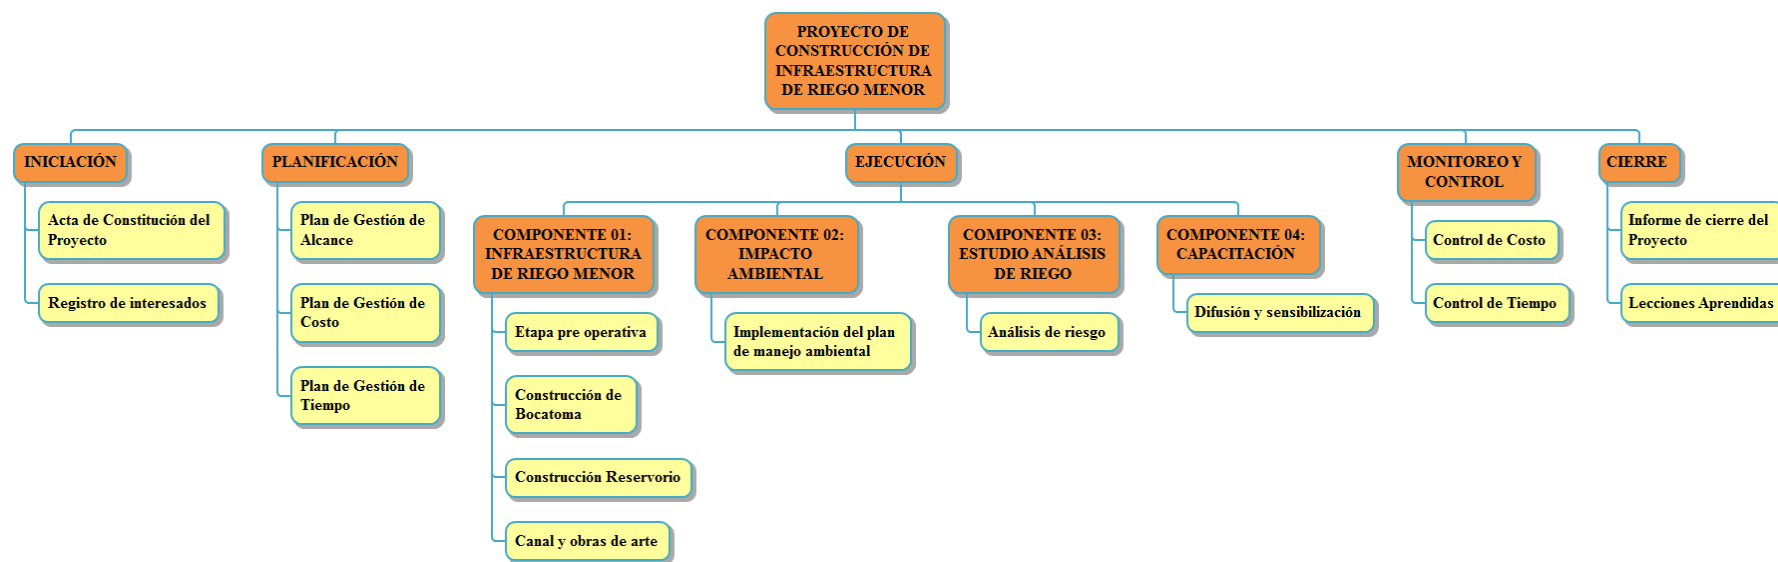 PROYECTO DE
CONSTRUCCIÓN DE
INFRAESTRUCTURA
DE RIEGO MENOR
INICIACIÓN
Acta de Constitución del
Proyecto
Registro de interesados
PLANIFICACIÓN
Plan de Gestión de
Alcance
Plan de Gestión de
Costo
Plan de Gestión de
Tiempo
EJECUCIÓN
COMPONENTE 01:
INFRAESTRUCTURA
DE RIEGO MENOR
Etapa pre operativa
Construcción de
Bocatoma
Construcción Reservorio
Canal y obras de arte
COMPONENTE 02:
IMPACTO
AMBIENTAL
Implementación del plan
de manejo ambiental
COMPONENTE 03:
ESTUDIO ANÁLISIS
DE RIEGO
Análisis de riesgo
COMPONENTE 04:
CAPACITACIÓN
Difusión y sensibilización
MONITOREO Y
CONTROL
Control de Costo
Control de Tiempo
CIERRE
Informe de cierre del
Proyecto
Lecciones Aprendidas